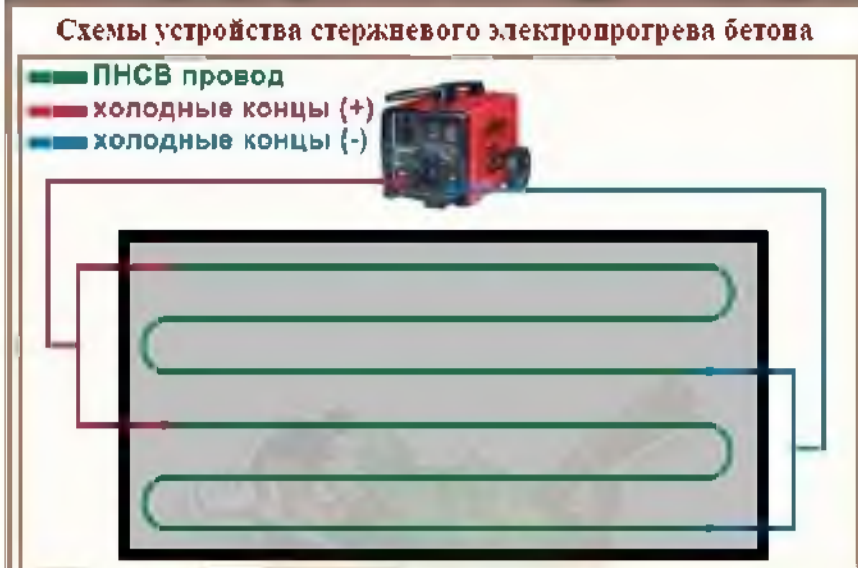 Схемы устройства стержневого электропрогрева бетона
ПНСВ провод
холодные концы (+)
холодные концы (-)